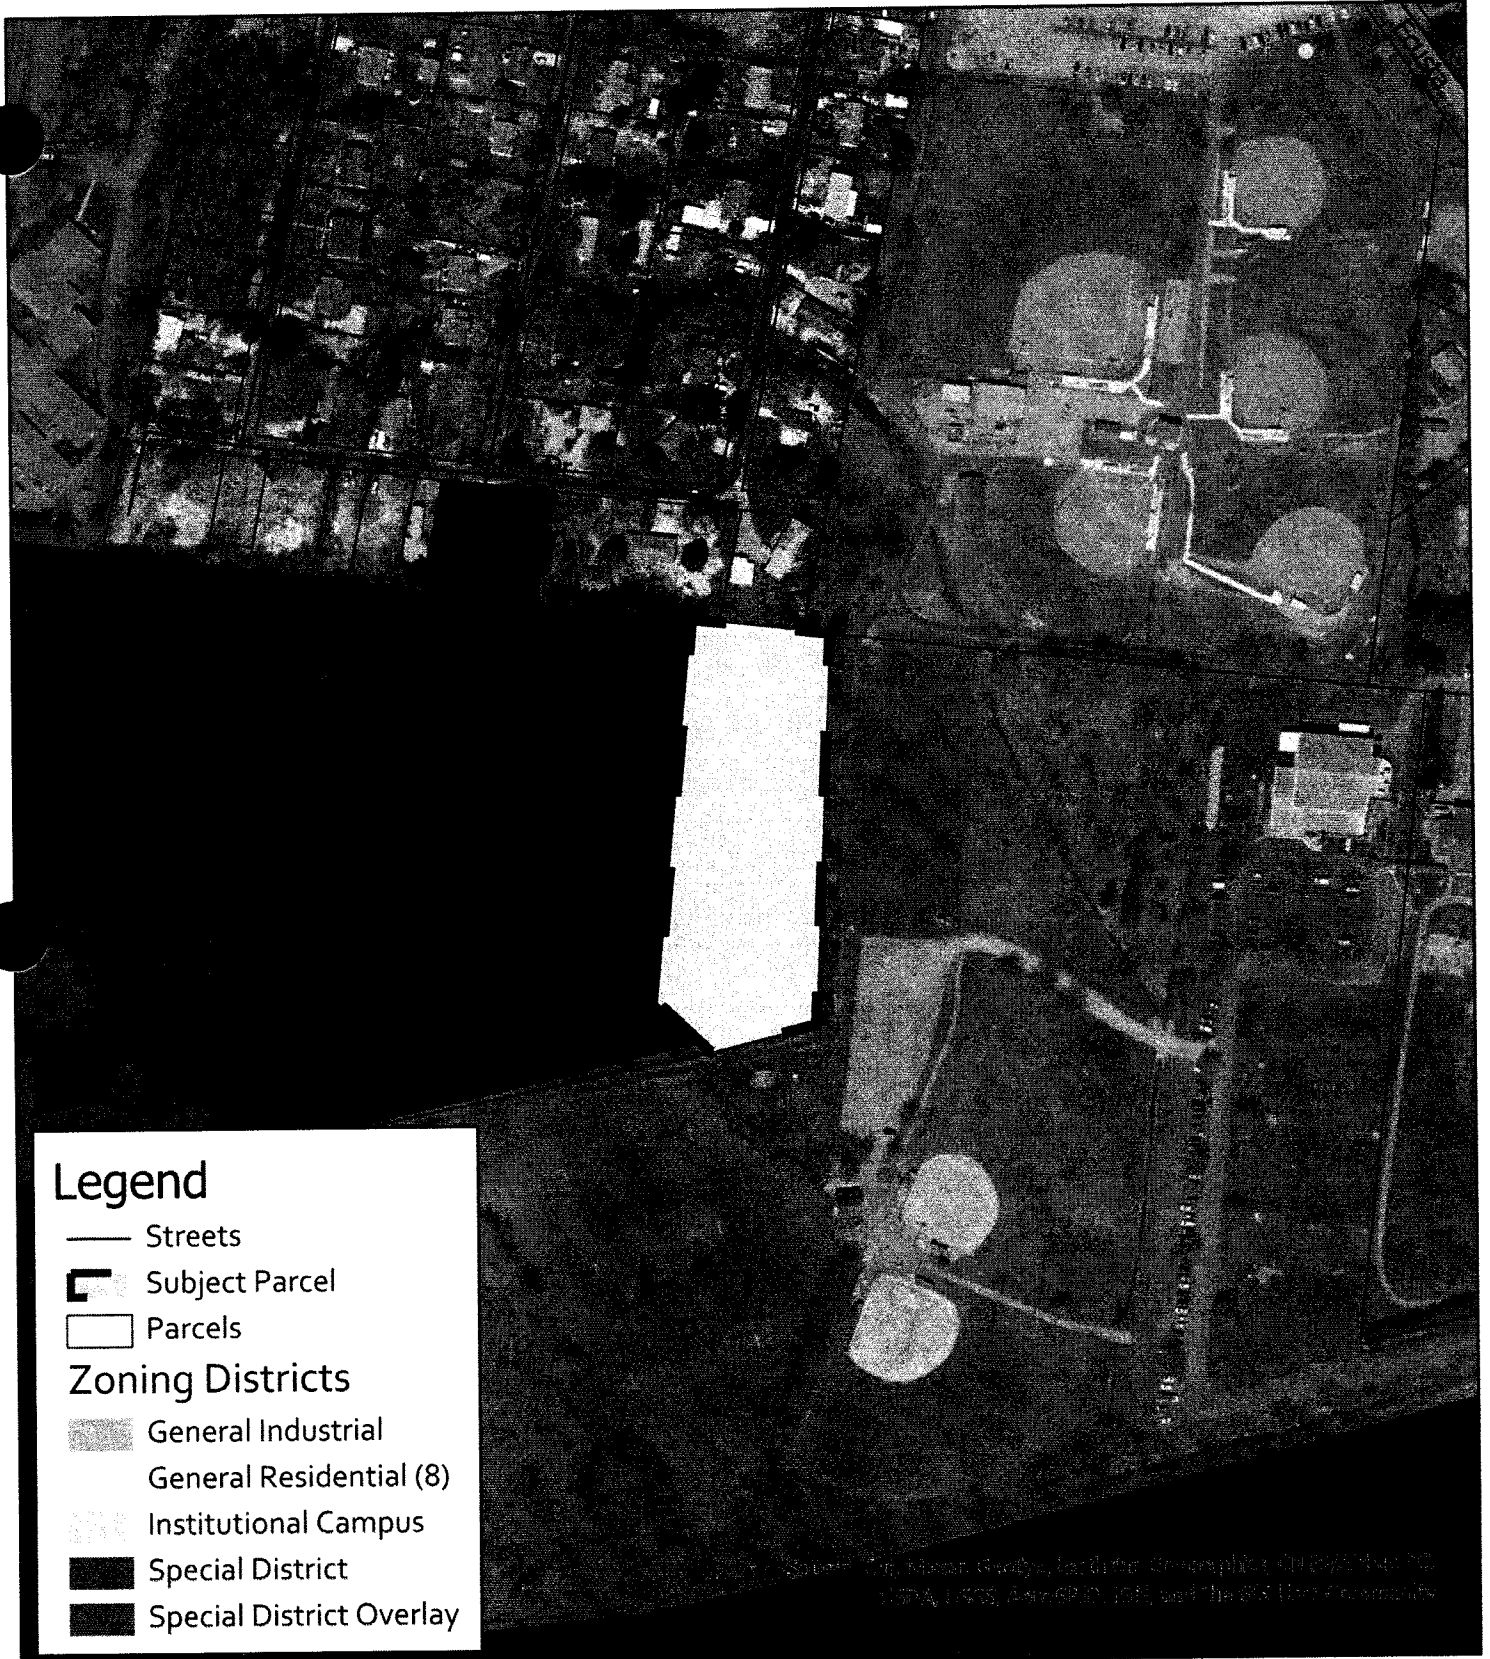 Legend
Streets
Subject Parcel
Parcels
Zoning Districts
General Industrial
General Residential (8)
Institutional Campus
Special District
Special District Overlay